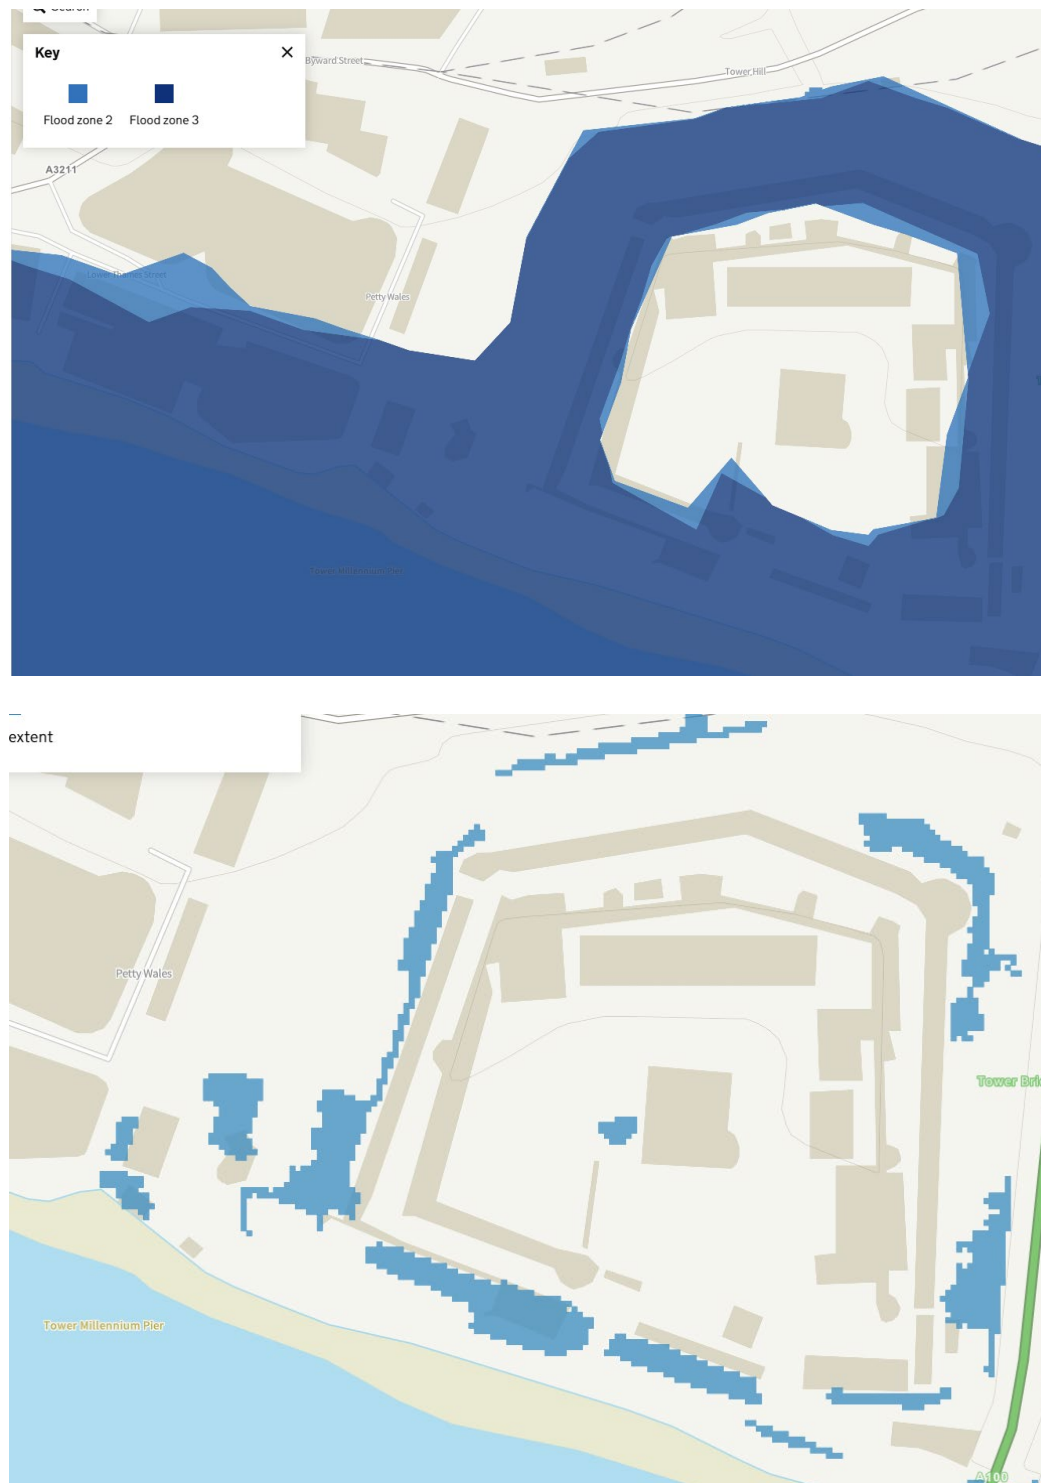 Search
Key
Byward Street
Tower Hill
Flood zone 2 Flood zone 3
A3211
Lower Thames Street
Petty Wales
Tower Millennium Pier
extent
Petty Wales
Tower Bri
Tower Millennium Pier
A100